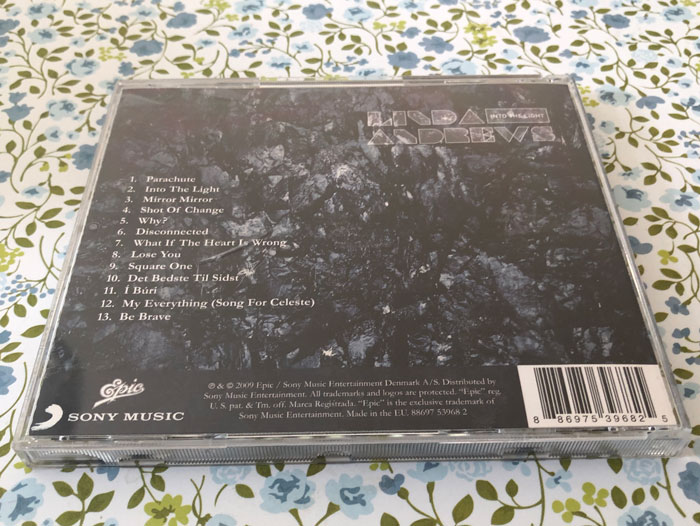 LINDA
INTO THE LIGHT
ANDREWS
1. Parachute
2. Into The Light
3. Mirror Mirror
4. Shot Of Change
5. Why?
6. Disconnected
7. What If The Heart Is Wrong
8. Lose You
9. Square One
10. Det Bedste Til Sidst
11. Í Búri
12. My Everything (Song For Celeste)
13. Be Brave
Epic
SONY MUSIC
℗ & © 2009 Epic / Sony Music Entertainment Denmark A/S. Distributed by
Sony Music Entertainment. All trademarks and logos are protected. "Epic" reg.
U. S. pat. & Tm. off. Marca Registrada. "Epic" is the exclusive trademark of
Sony Music Entertainment. Made in the EU. 88697 53968 2
8 86975 39682 5